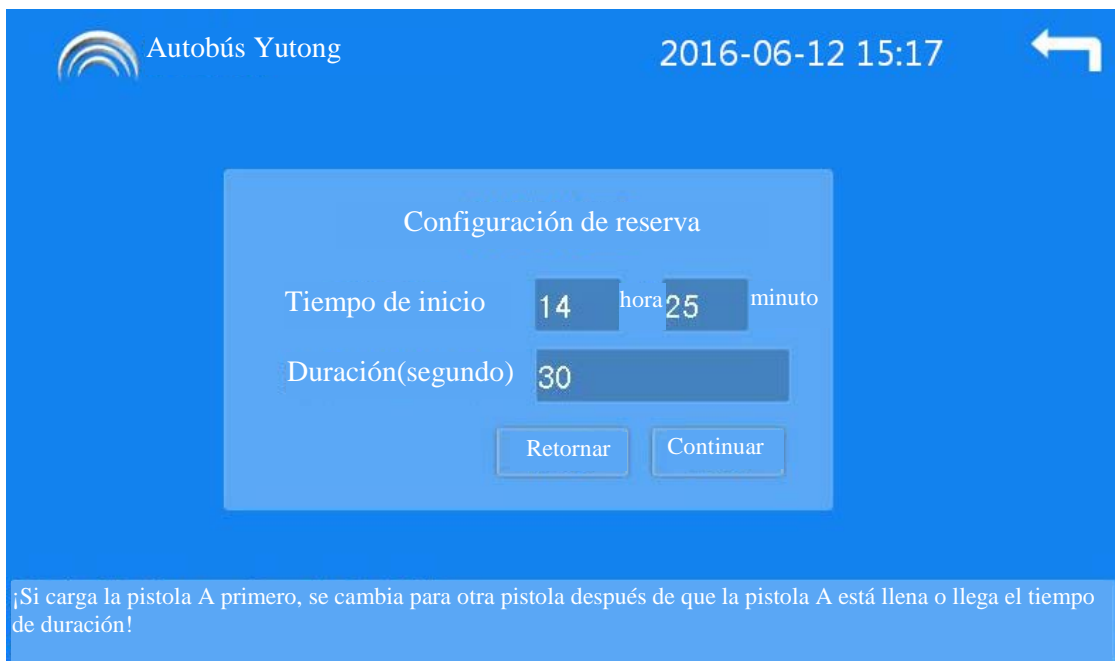 Autobús Yutong
2016-06-12 15:17
Configuración de reserva
Tiempo de inicio 14 hora 25 minuto
Duración(segundo) 30
Retornar Continuar
¡Si carga la pistola A primero, se cambia para otra pistola después de que la pistola A está llena o llega el tiempo
de duración!